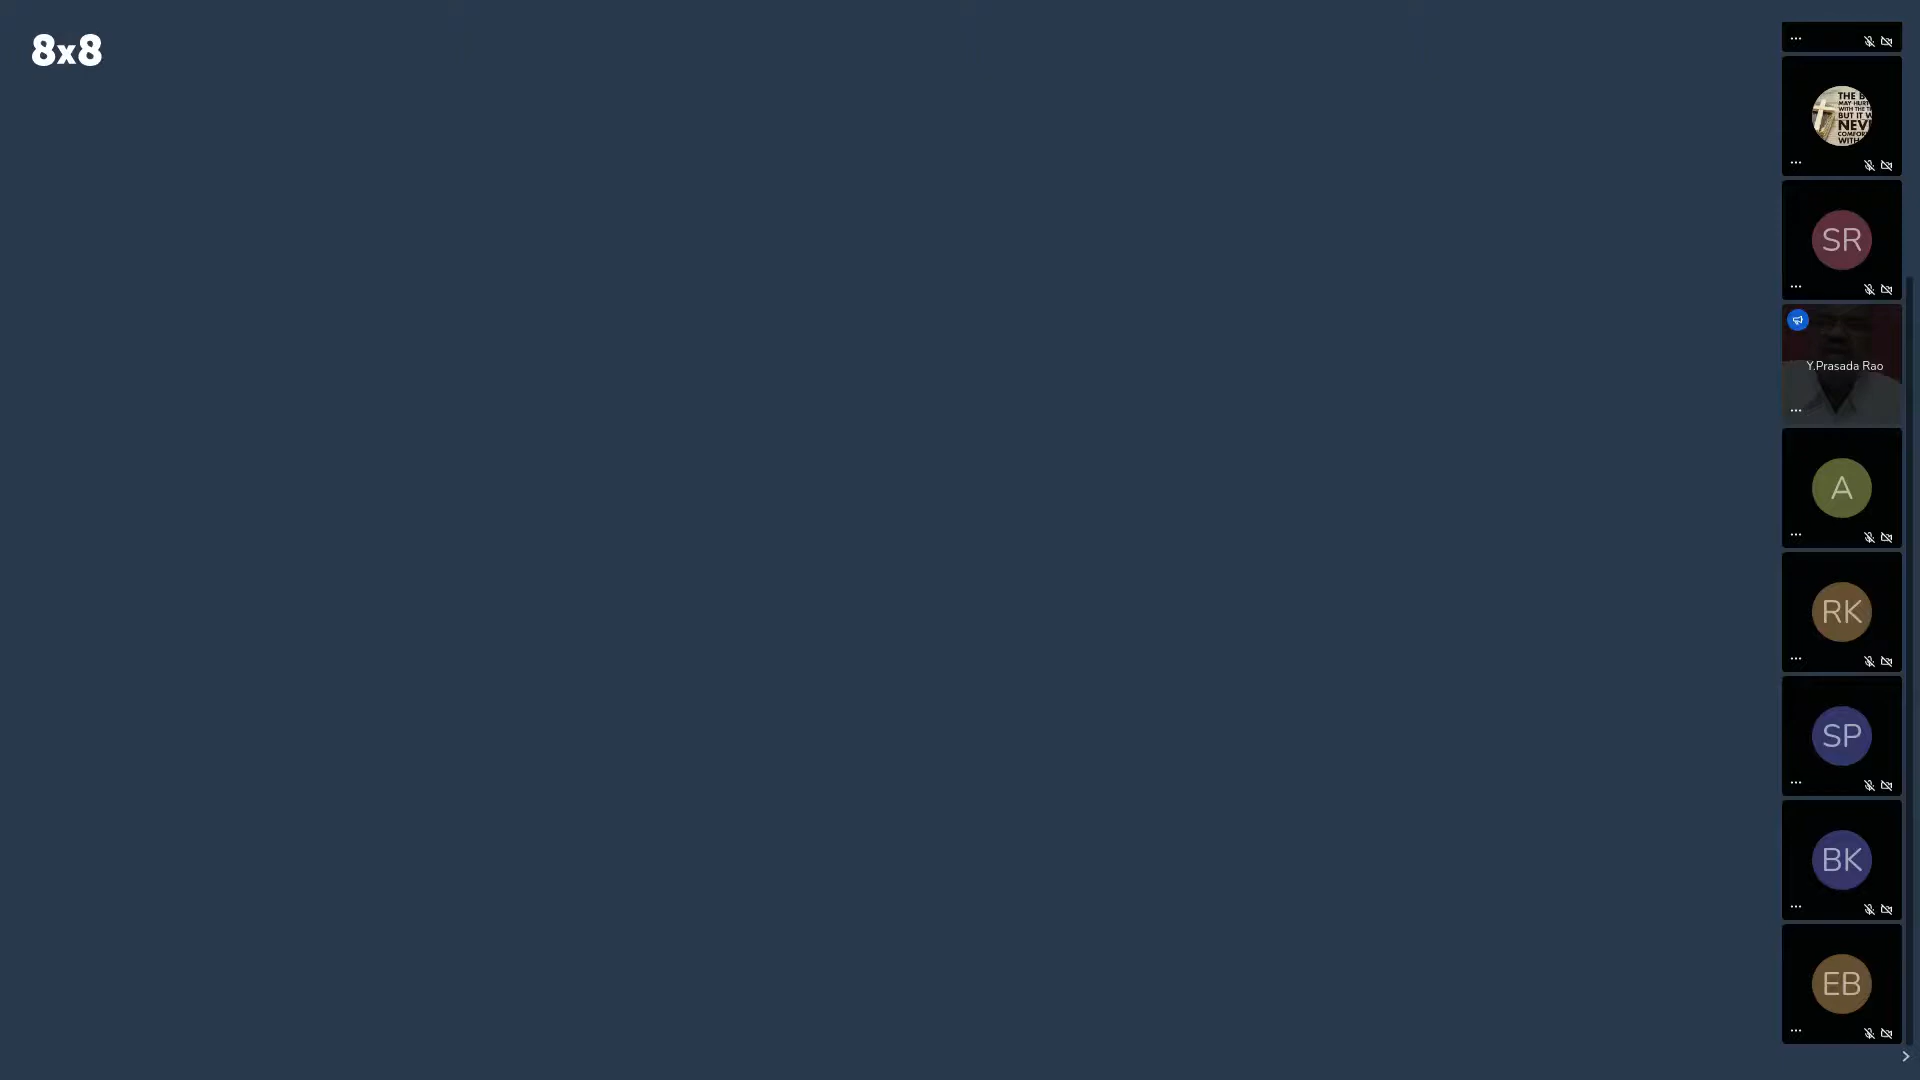 8x8
THE B
MAY HURT
WITH THE T
BUT IT W
NEV
COMFOR
WITH
SR
Y.Prasada Rao
A
RK
SP
BK
EB